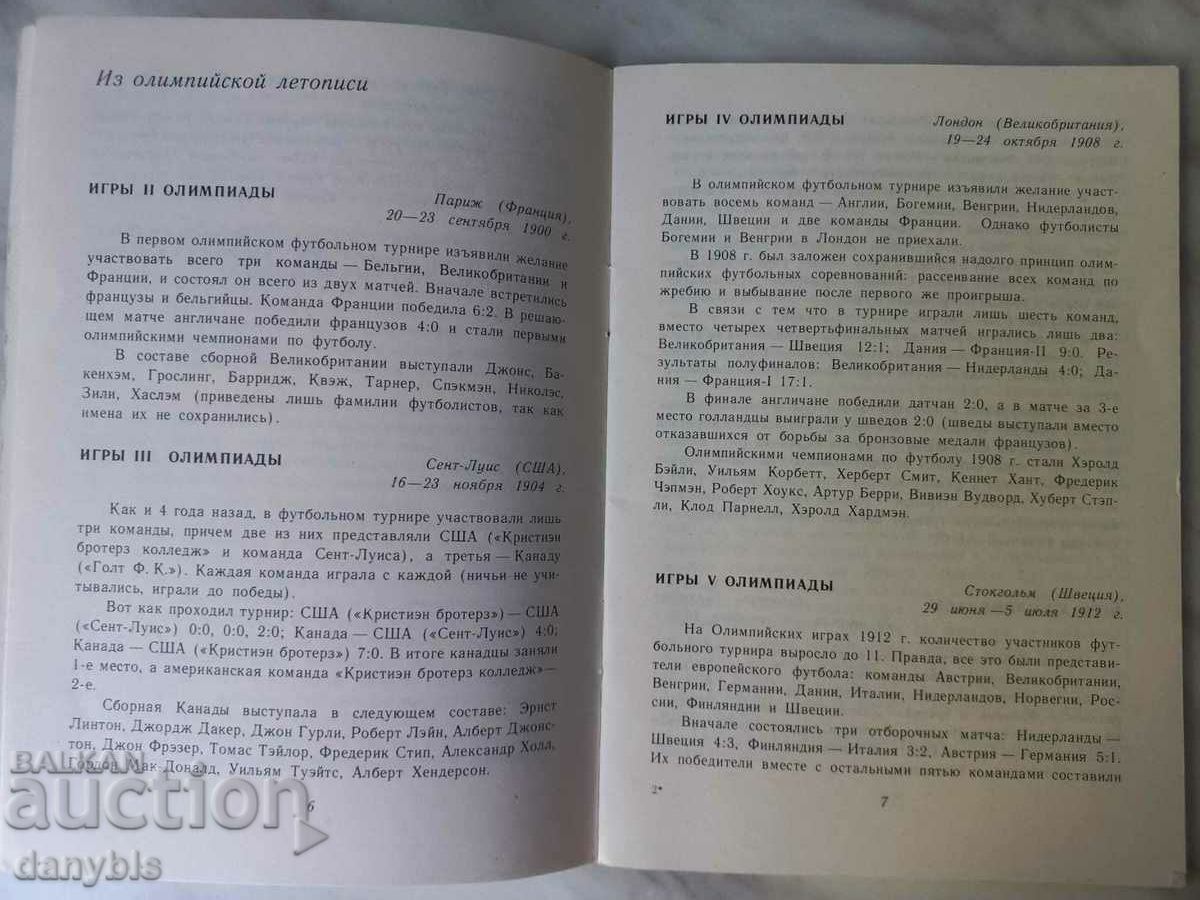 Из олимпийской летописи
ИГРЫ II ОЛИМПИАДЫ
Париж (Франция),
20—23 сентября 1900 г.
В первом олимпийском футбольном турнире изъявили желание
участвовать всего три команды — Бельгии, Великобритании и
Франции, и состоял он всего из двух матчей. Вначале встретились
французы и бельгийцы. Команда Франции победила 6:2. В решаю-
щем матче англичане победили французов 4:0 и стали первыми
олимпийскими чемпионами по футболу.
В составе сборной Великобритании выступали Джонс, Ба-
кенхэм, Грослинг, Барридж, Квэж, Тарнер, Спэкмэн, Николэс,
Зили, Хаслэм (приведены лишь фамилии футболистов, так как
имена их не сохранились).
ИГРЫ III ОЛИМПИАДЫ
Сент-Луис (США),
16—23 ноября 1904 г.
Как и 4 года назад, в футбольном турнире участвовали лишь
три команды, причем две из них представляли США («Кристиэн
бротерз колледж» и команда Сент-Луиса), а третья — Канаду
(«Голт Ф. К.»). Каждая команда играла с каждой (ничьи не учи-
тывались, играли до победы).
Вот как проходил турнир: США («Кристиэн бротерз») — США
(«Сент-Луис») 0:0, 0:0, 2:0; Канада — США («Сент-Луис») 4:0;
Канада — США («Кристиэн бротерз») 7:0. В итоге канадцы заняли
1-е место, а американская команда «Кристиэн бротерз колледж» —
2-е.
Сборная Канады выступала в следующем составе: Эрнст
Линтон, Джордж Дакер, Джон Гурли, Роберт Лэйн, Алберт Джонс-
тон, Джон Фрэзер, Томас Тэйлор, Фредерик Стип, Александр Холл,
Гордон Мак-Доналд, Уильям Туэйтс, Алберт Хендерсон.
6
ИГРЫ IV ОЛИМПИАДЫ
Лондон (Великобритания),
19—24 октября 1908 г.
В олимпийском футбольном турнире изъявили желание участ-
вовать восемь команд — Англии, Богемии, Венгрии, Нидерландов,
Дании, Швеции и две команды Франции. Однако футболисты
Богемии и Венгрии в Лондон не приехали.
В 1908 г. был заложен сохранившийся надолго принцип олим-
пийских футбольных соревнований: рассеивание всех команд по
жребию и выбывание после первого же проигрыша.
В связи с тем что в турнире играли лишь шесть команд,
вместо четырех четвертьфинальных матчей игрались лишь два:
Великобритания — Швеция 12:1; Дания — Франция-II 9:0. Ре-
зультаты полуфиналов: Великобритания — Нидерланды 4:0; Да-
ния — Франция-I 17:1.
В финале англичане победили датчан 2:0, а в матче за 3-е
место голландцы выиграли у шведов 2:0 (шведы выступали вместо
отказавшихся от борьбы за бронзовые медали французов).
Олимпийскими чемпионами по футболу 1908 г. стали Хэролд
Бэйли, Уильям Корбетт, Херберт Смит, Кеннет Хант, Фредерик
Чэпмэн, Роберт Хоукс, Артур Берри, Вивиэн Вудворд, Хуберт Стэп-
ли, Клод Парнелл, Хэролд Хардмэн.
ИГРЫ V ОЛИМПИАДЫ
Стокгольм (Швеция),
29 июня — 5 июля 1912 г.
На Олимпийских играх 1912 г. количество участников фут-
больного турнира выросло до 11. Правда, все это были представи-
тели европейского футбола: команды Австрии, Великобритании,
Венгрии, Германии, Дании, Италии, Нидерландов, Норвегии, Рос-
сии, Финляндии и Швеции.
Вначале состоялись три отборочных матча: Нидерланды —
Швеция 4:3, Финляндия — Италия 3:2, Австрия — Германия 5:1.
Их победители вместе с остальными пятью командами составили
2*
7
BALKAN
auction
danybls